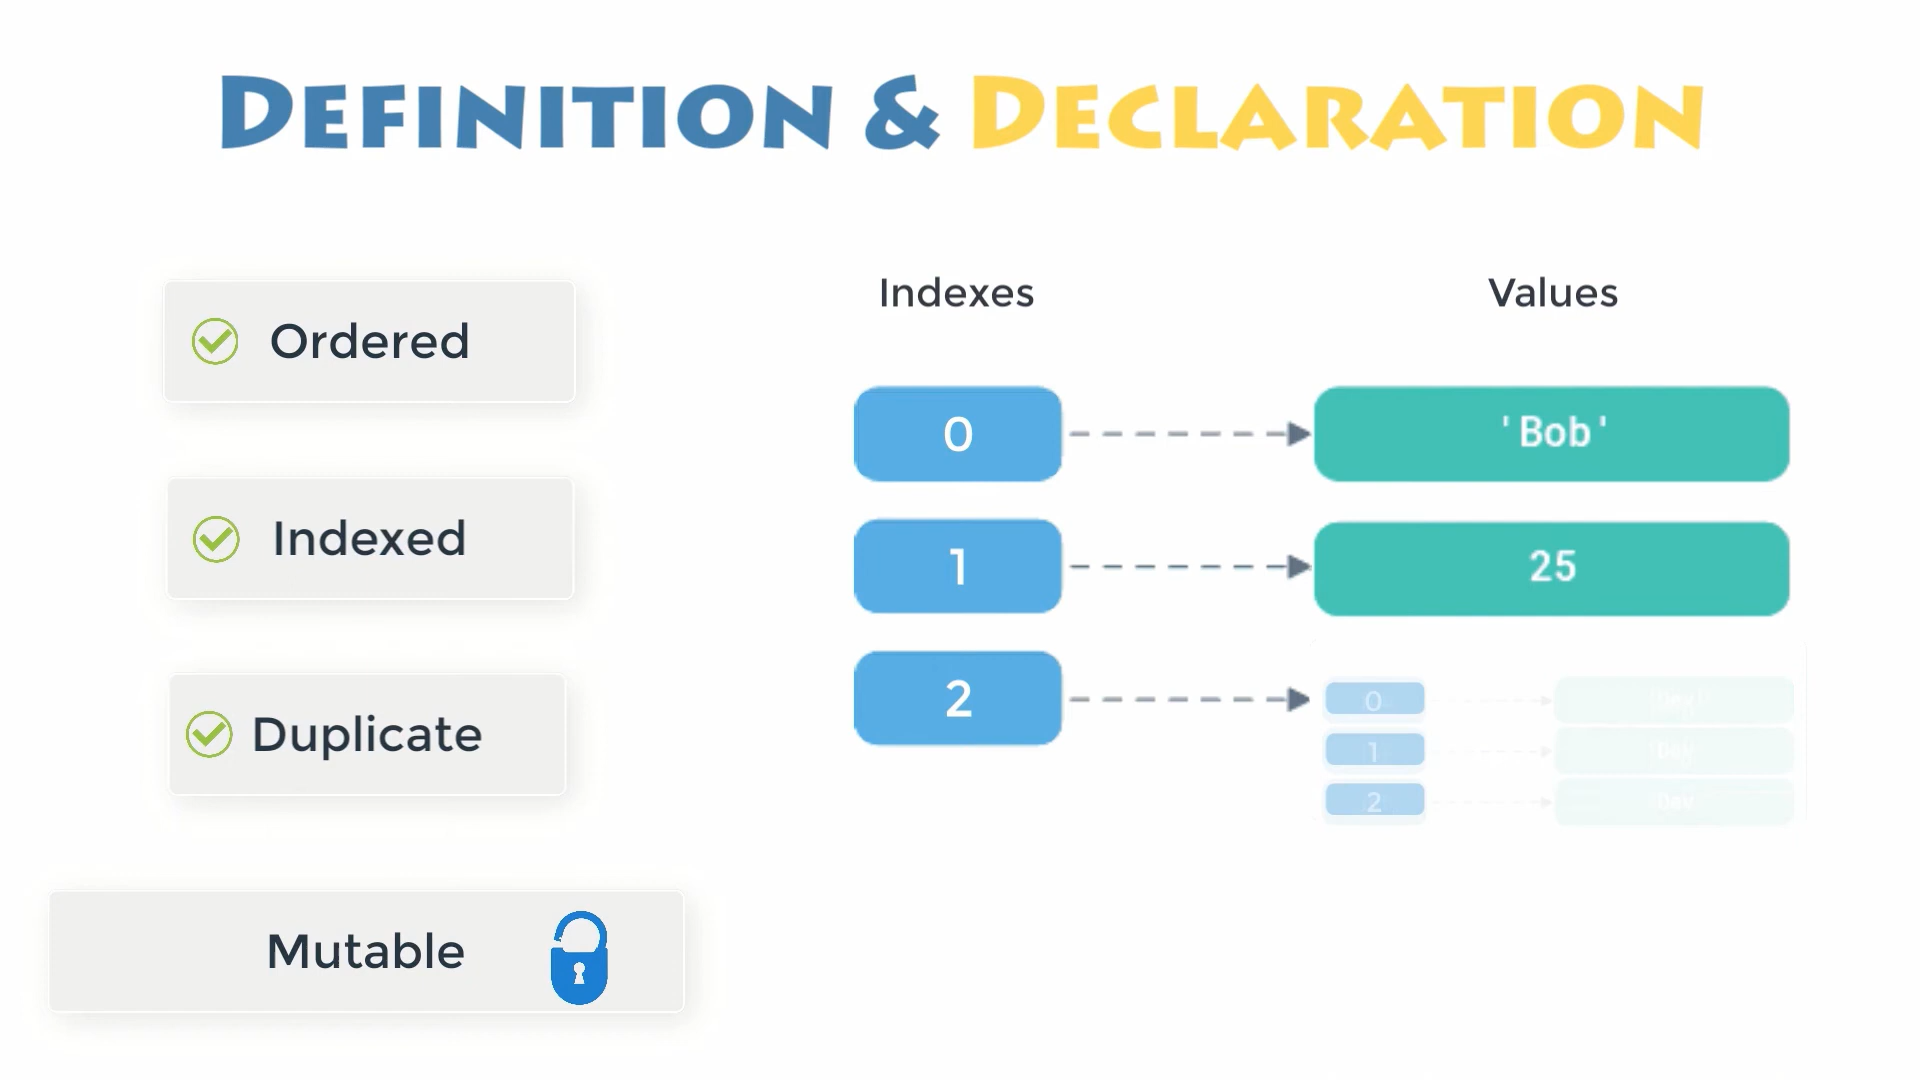 DEFINITION & DECLARATION
Ordered
Indexed
Duplicate
Mutable
Indexes Values
0 'Bob'
1 25
2
0
1
2